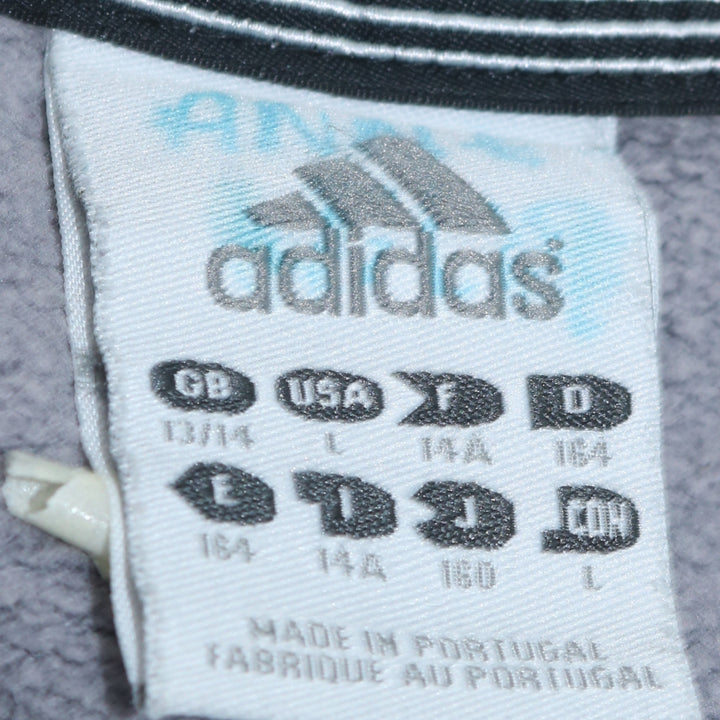 adidas
GB USA F D
13/14 L 14A 164
E I J CDN
164 14A 160 L
MADE IN PORTUGAL
FABRIQUE AU PORTUGAL